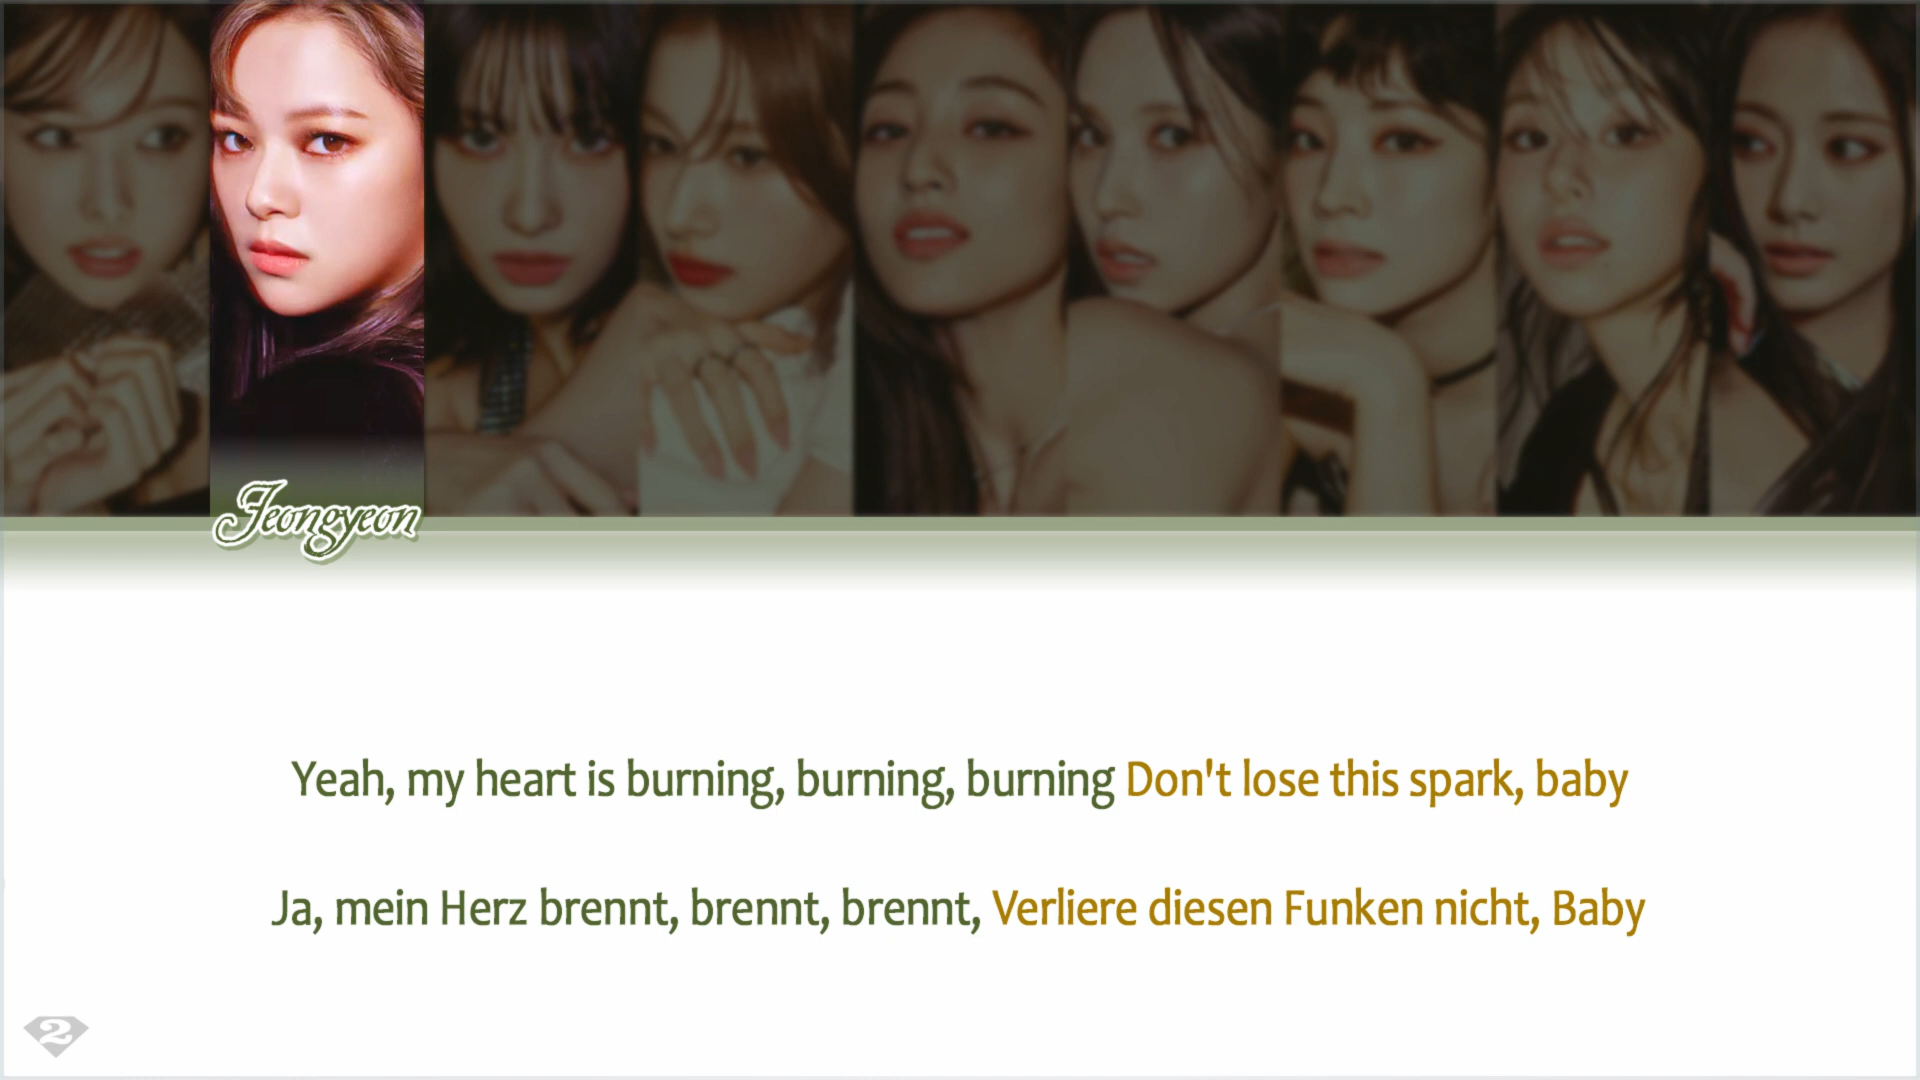 Jeongyeon
Yeah, my heart is burning, burning, burning Don't lose this spark, baby
Ja, mein Herz brennt, brennt, brennt, Verliere diesen Funken nicht, Baby
2